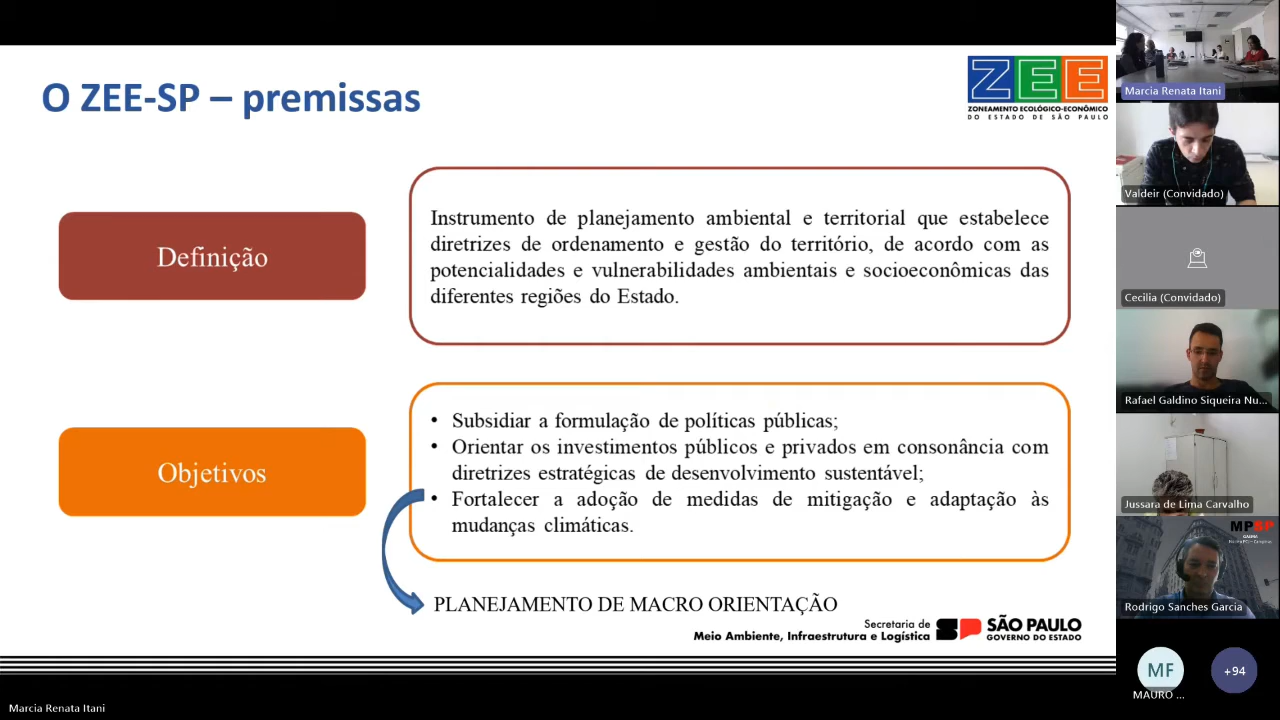 O ZEE-SP – premissas
ZEE
ZONEAMENTO ECOLÓGICO-ECONÔMICO
DO ESTADO DE SÃO PAULO
Definição
Instrumento de planejamento ambiental e territorial que estabelece
diretrizes de ordenamento e gestão do território, de acordo com as
potencialidades e vulnerabilidades ambientais e socioeconômicas das
diferentes regiões do Estado.
Objetivos
• Subsidiar a formulação de políticas públicas;
• Orientar os investimentos públicos e privados em consonância com
diretrizes estratégicas de desenvolvimento sustentável;
• Fortalecer a adoção de medidas de mitigação e adaptação às
mudanças climáticas.
PLANEJAMENTO DE MACRO ORIENTAÇÃO
Secretaria de
Meio Ambiente, Infraestrutura e Logística
SP
SÃO PAULO
GOVERNO DO ESTADO
Marcia Renata Itani
Marcia Renata Itani
Valdeir (Convidado)
Cecilia (Convidado)
Rafael Galdino Siqueira Nu...
Jussara de Lima Carvalho
MPSP
Rodrigo Sanches Garcia
MF
MAURO ...
+94